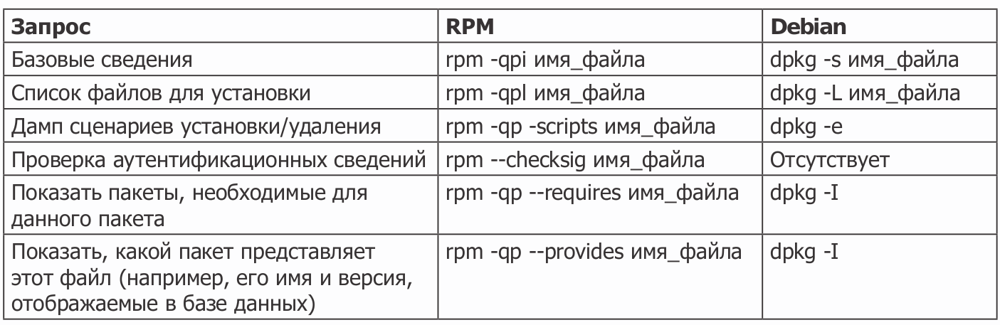 Запрос RPM Debian
Базовые сведения rpm -qpi имя_файла dpkg -s имя_файла
Список файлов для установки rpm -qpl имя_файла dpkg -L имя_файла
Дамп сценариев установки/удаления rpm -qp -scripts имя_файла dpkg -e
Проверка аутентификационных сведений rpm --checksig имя_файла Отсутствует
Показать пакеты, необходимые для rpm -qp --requires имя_файла dpkg -I
данного пакета
Показать, какой пакет представляет rpm -qp --provides имя_файла dpkg -I
этот файл (например, его имя и версия,
отображаемые в базе данных)